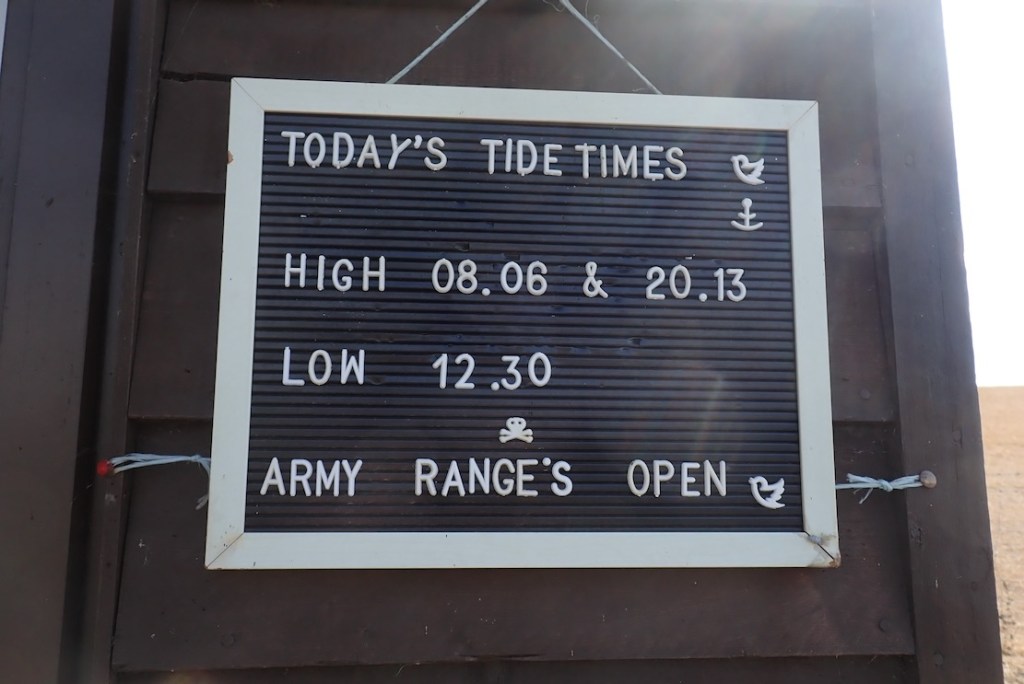 TODAY'S TIDE TIMES
HIGH 08.06 & 20.13
LOW 12.30
ARMY RANGE'S OPEN